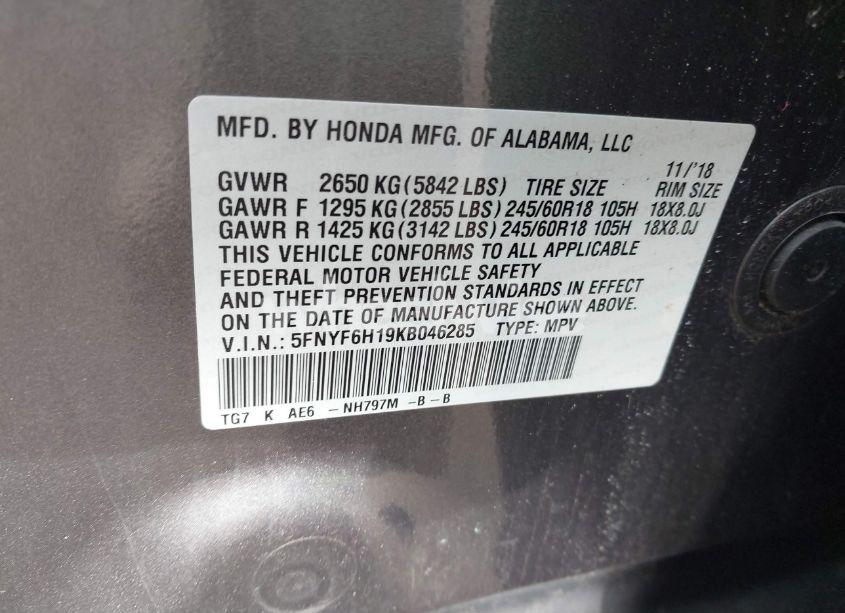 MFD. BY HONDA MFG. OF ALABAMA, LLC
11/'18
GVWR 2650 KG (5842 LBS) TIRE SIZE RIM SIZE
GAWR F 1295 KG (2855 LBS) 245/60R18 105H 18X8.0J
GAWR R 1425 KG (3142 LBS) 245/60R18 105H 18X8.0J
THIS VEHICLE CONFORMS TO ALL APPLICABLE
FEDERAL MOTOR VEHICLE SAFETY
AND THEFT PREVENTION STANDARDS IN EFFECT
ON THE DATE OF MANUFACTURE SHOWN ABOVE.
V.I.N.: 5FNYF6H19KB046285 TYPE: MPV
TG7 K AE6 - NH797M -B - B